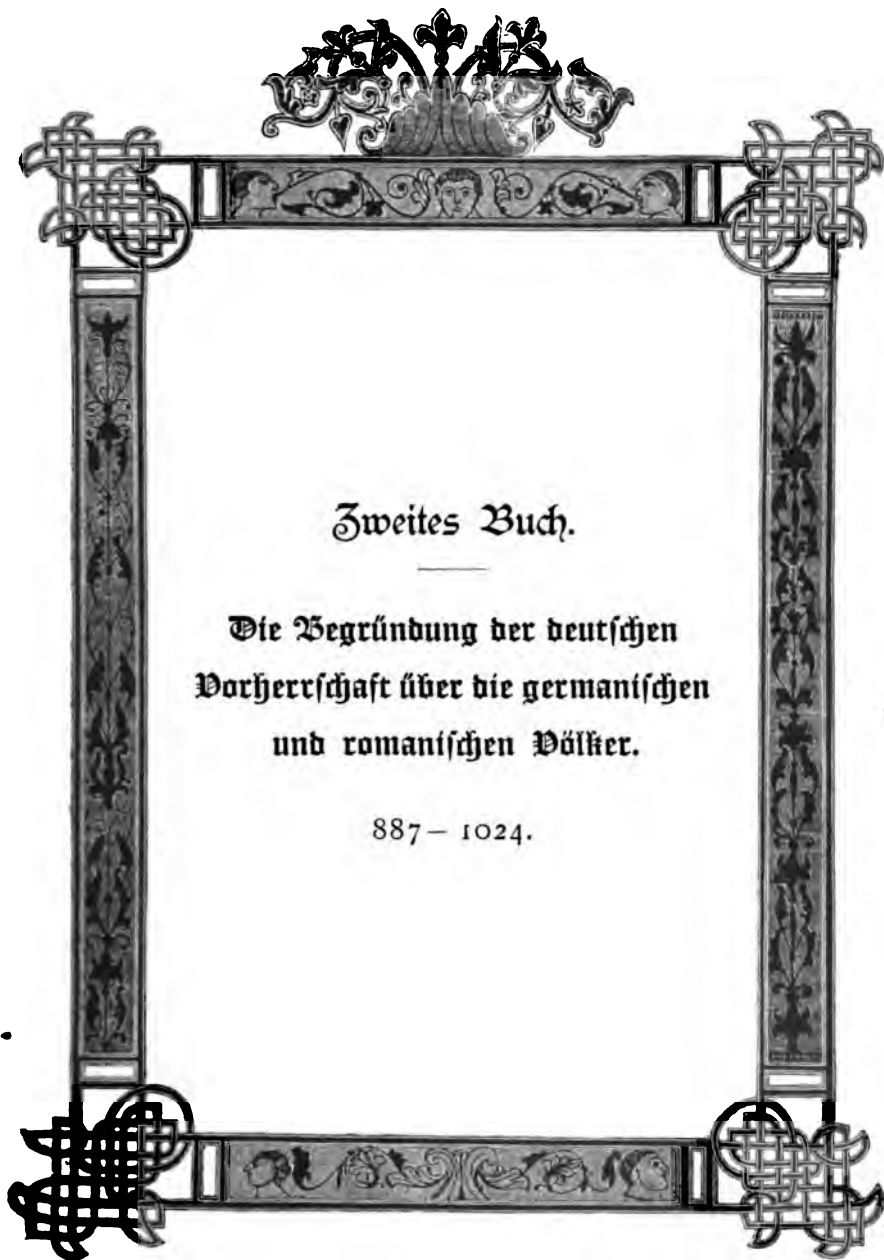 Zweites Buch.
Die Begründung der deutschen
Vorherrschaft über die germanischen
und romanischen Völker.
887 – 1024.